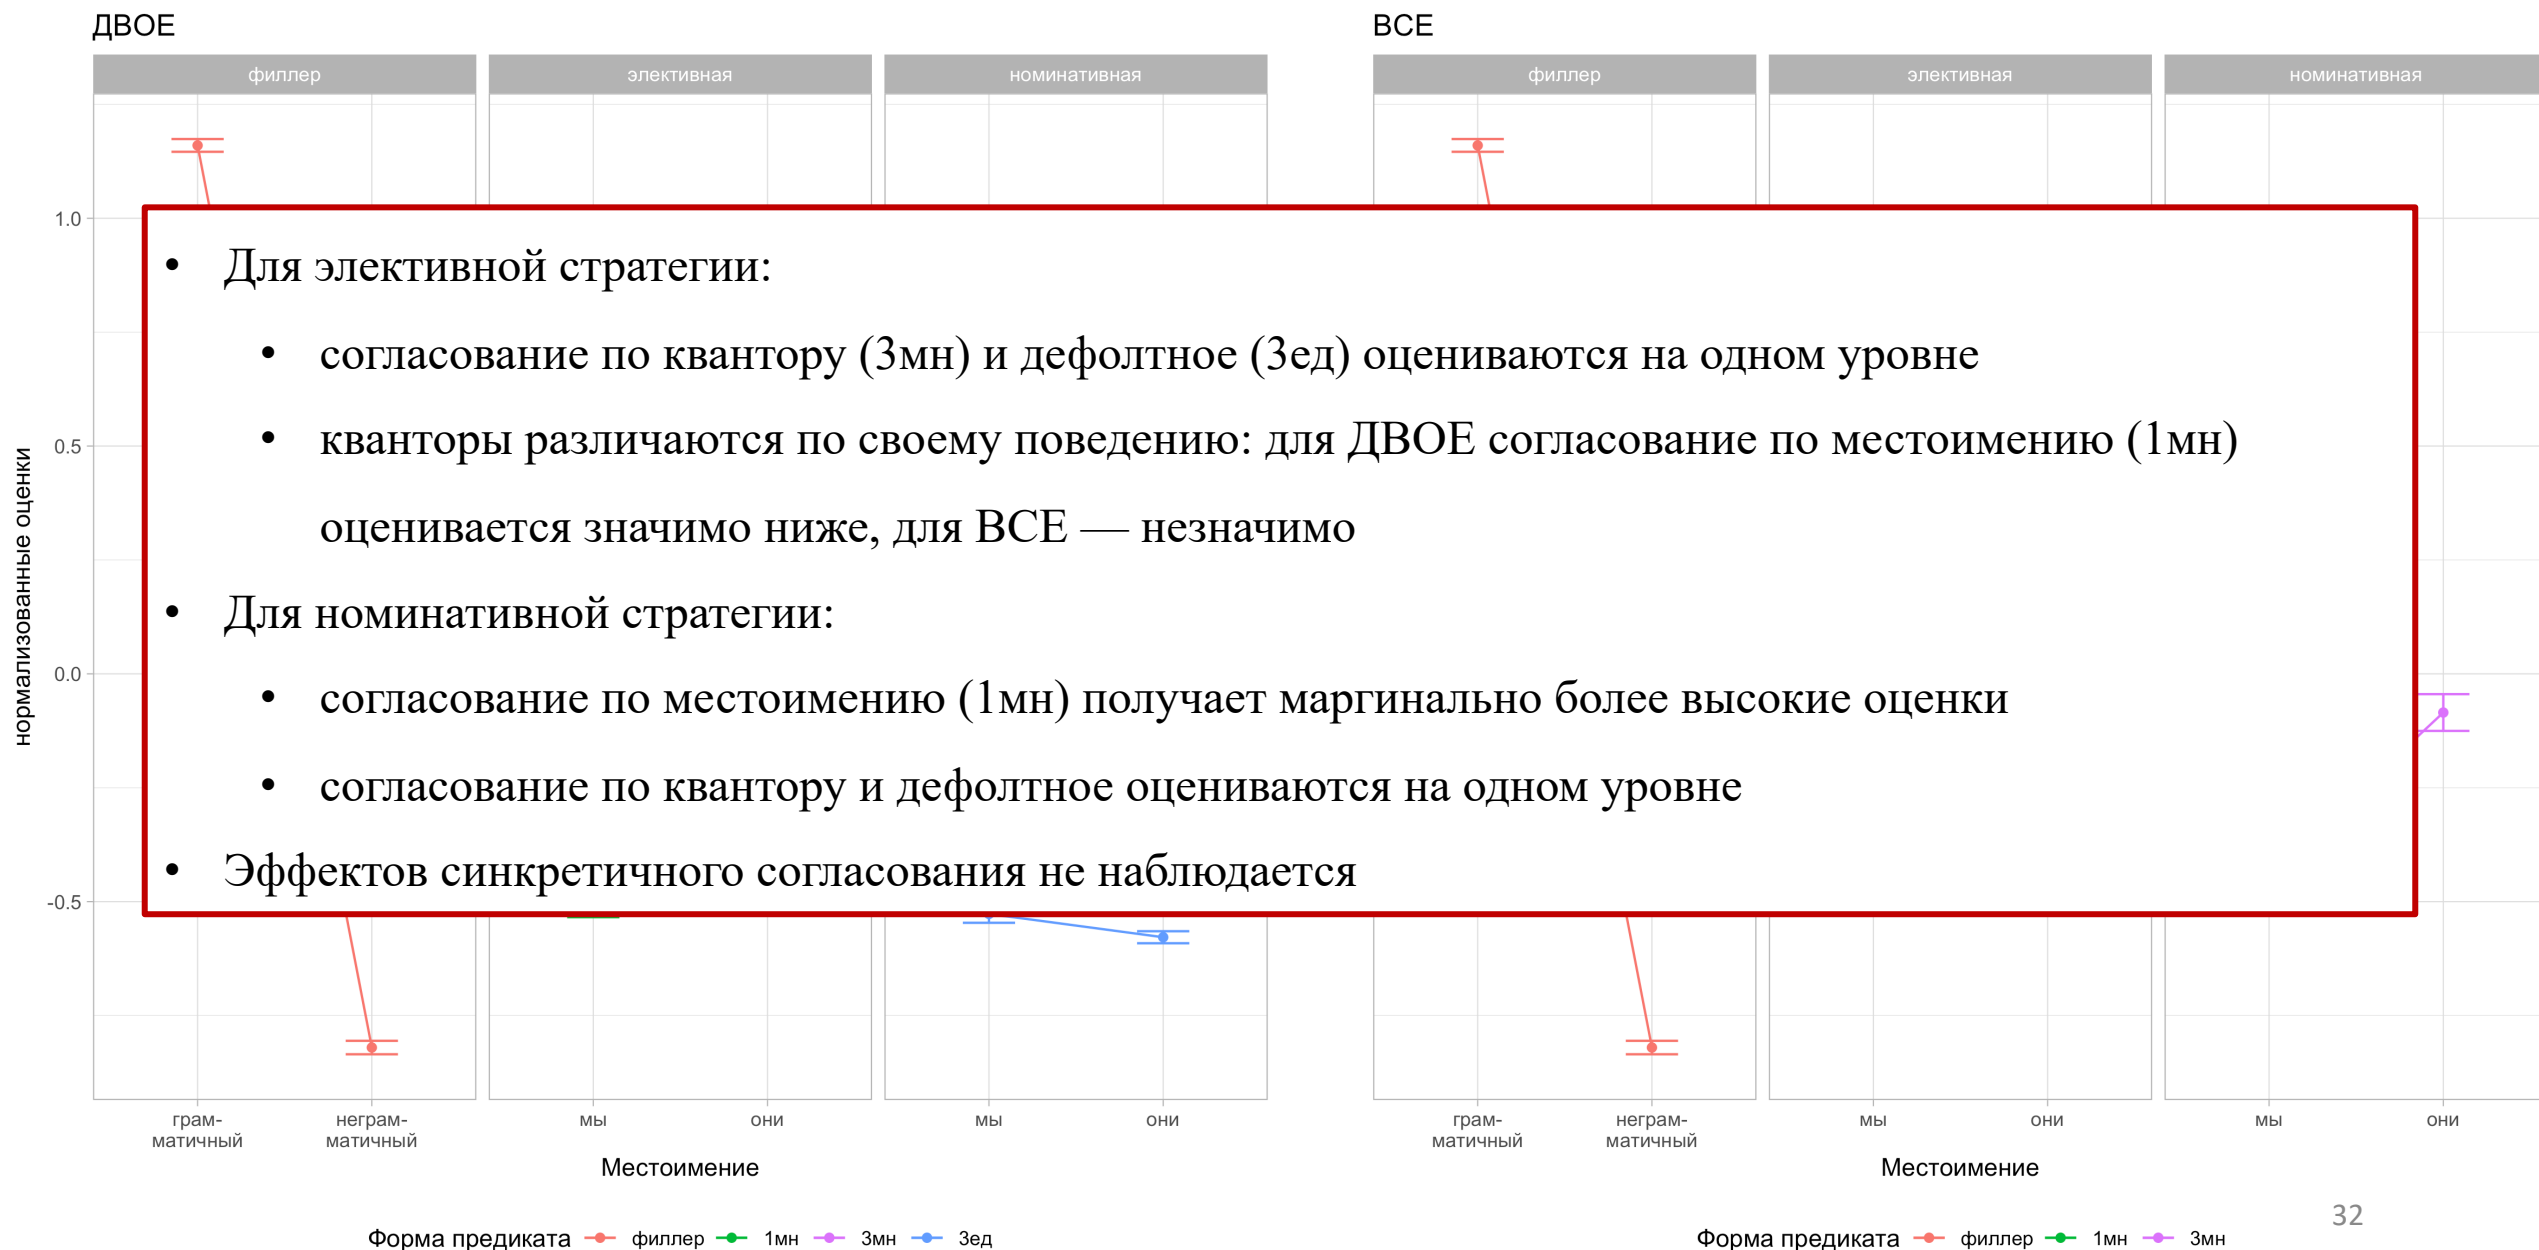 ДВОЕ
ВСЕ
филлер
элективная
номинативная
филлер
элективная
номинативная
нормализованные оценки
1.0
0.5
0.0
-0.5
• Для элективной стратегии:
• согласование по квантору (3мн) и дефолтное (3ед) оцениваются на одном уровне
• кванторы различаются по своему поведению: для ДВОЕ согласование по местоимению (1мн)
оценивается значимо ниже, для ВСЕ — незначимо
• Для номинативной стратегии:
• согласование по местоимению (1мн) получает маргинально более высокие оценки
• согласование по квантору и дефолтное оцениваются на одном уровне
• Эффектов синкретичного согласования не наблюдается
грам-
матичный
неграм-
матичный
мы
они
мы
они
грам-
матичный
неграм-
матичный
мы
они
мы
они
Местоимение
Местоимение
32
Форма предиката филлер 1мн 3мн 3ед
Форма предиката филлер 1мн 3мн